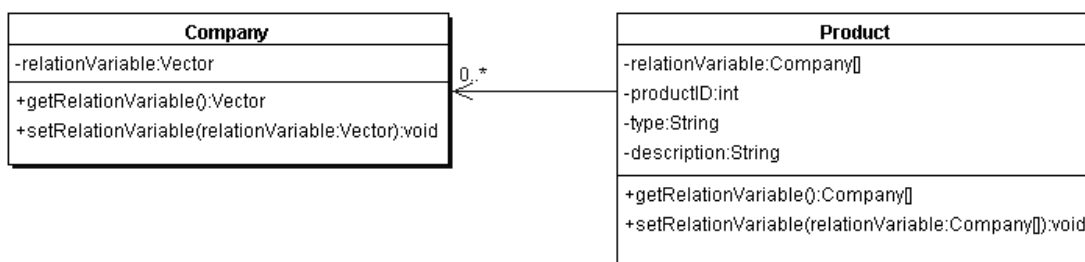 Company
-relationVariable:Vector
+getRelationVariable():Vector
+setRelationVariable(relationVariable:Vector):void
0..*
Product
-relationVariable:Company[]
-productID:int
-type:String
-description:String
+getRelationVariable():Company[]
+setRelationVariable(relationVariable:Company[]):void